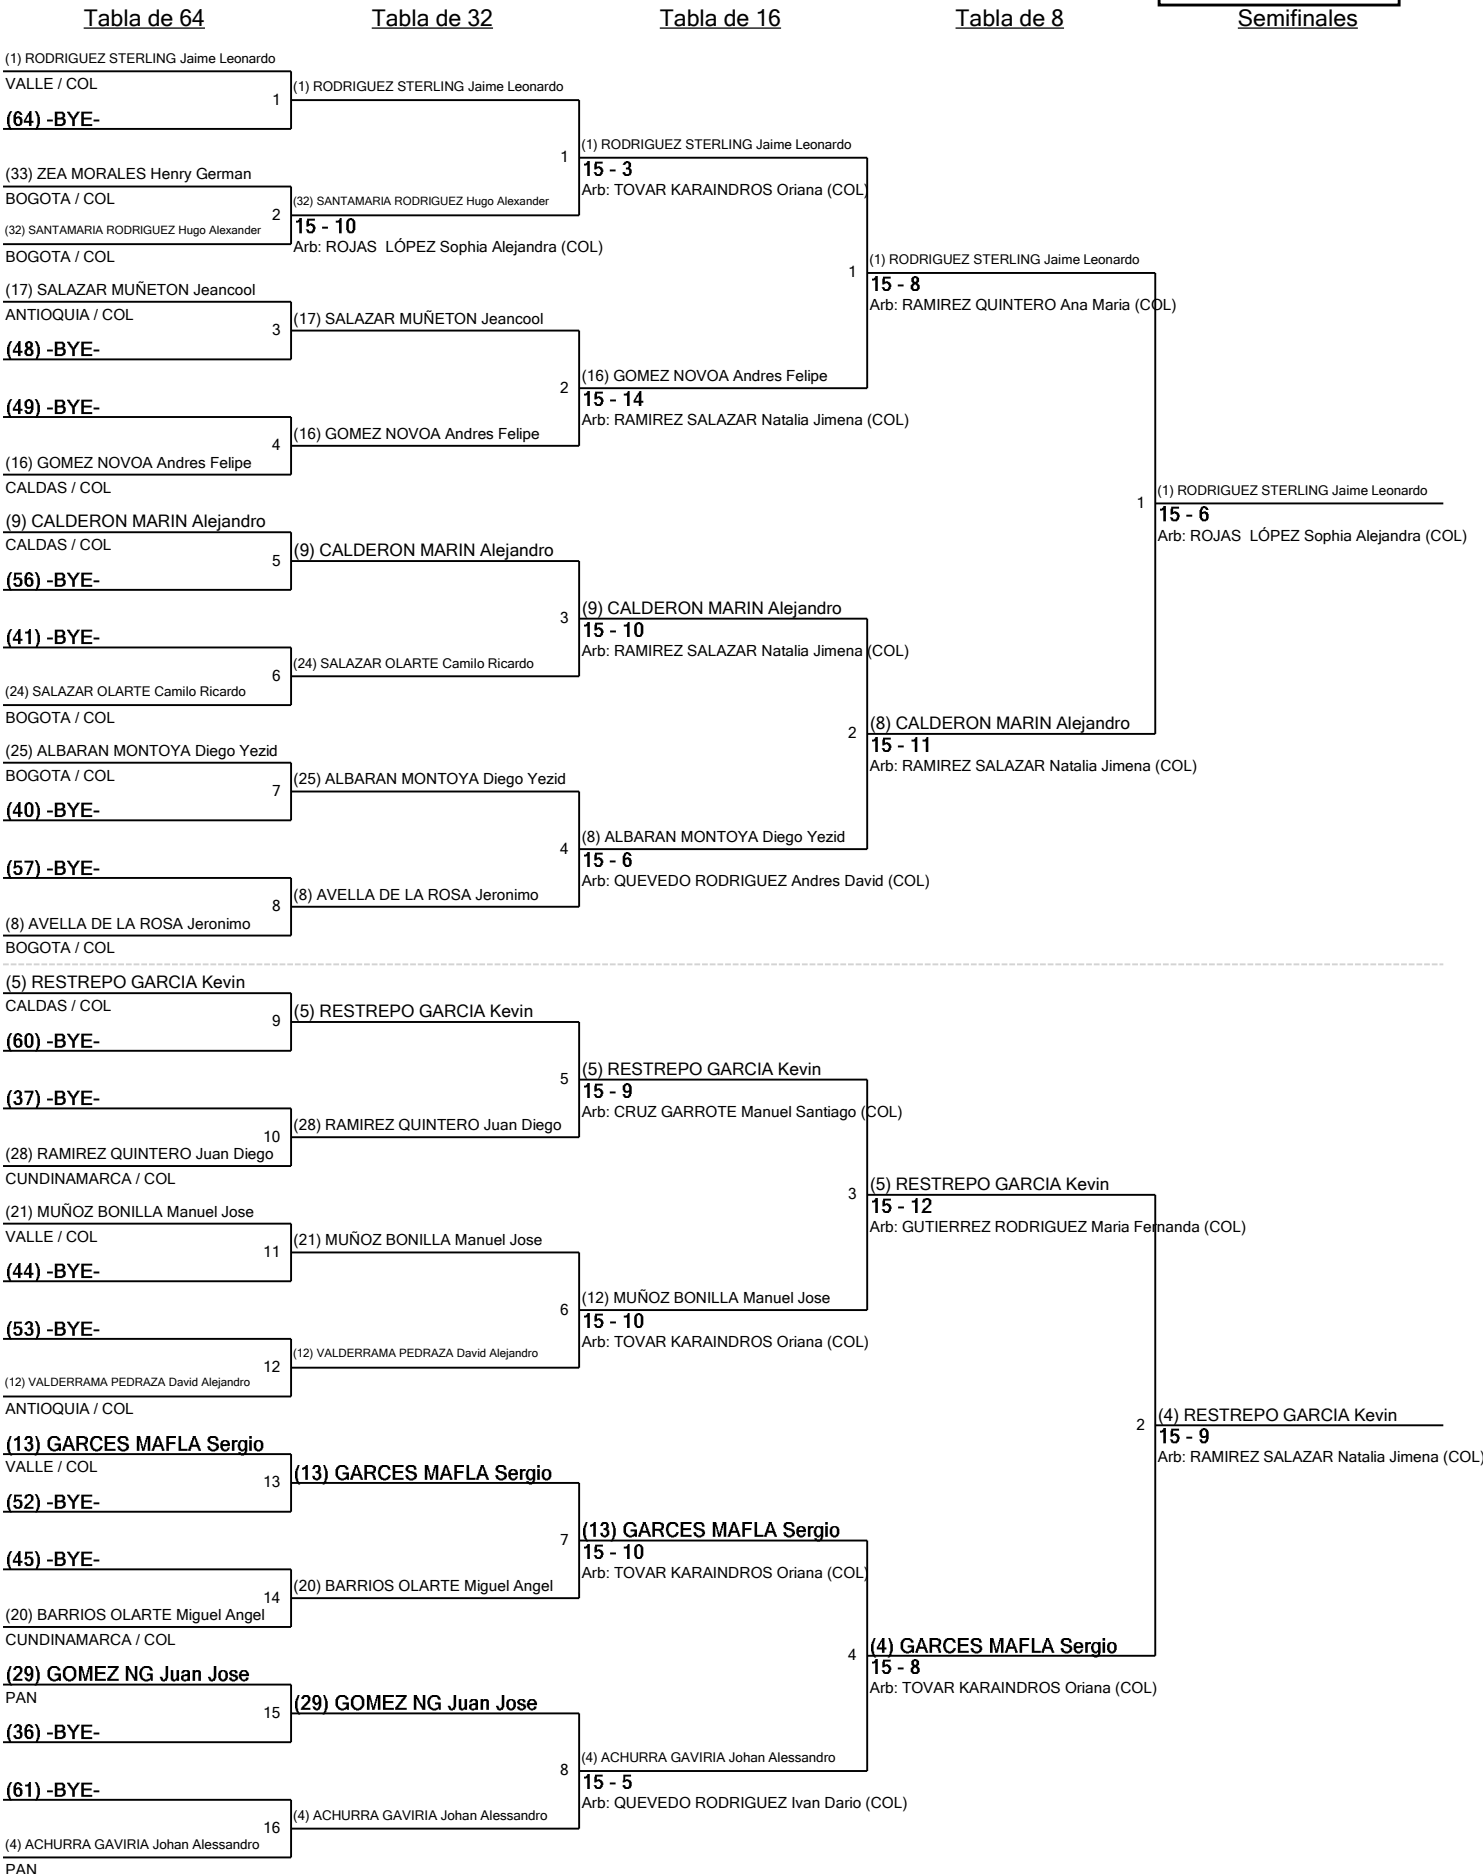 Tabla de 64
Tabla de 32
Tabla de 16
Tabla de 8
Semifinales
(1) RODRIGUEZ STERLING Jaime Leonardo
VALLE / COL
1
(64) -BYE-
(33) ZEA MORALES Henry German
BOGOTA / COL
2
(32) SANTAMARIA RODRIGUEZ Hugo Alexander
BOGOTA / COL
(17) SALAZAR MUÑETON Jeancool
ANTIOQUIA / COL
3
(48) -BYE-
(49) -BYE-
4
(16) GOMEZ NOVOA Andres Felipe
CALDAS / COL
(9) CALDERON MARIN Alejandro
CALDAS / COL
5
(56) -BYE-
(41) -BYE-
6
(24) SALAZAR OLARTE Camilo Ricardo
BOGOTA / COL
(25) ALBARAN MONTOYA Diego Yezid
BOGOTA / COL
7
(40) -BYE-
(57) -BYE-
8
(8) AVELLA DE LA ROSA Jeronimo
BOGOTA / COL
(5) RESTREPO GARCIA Kevin
CALDAS / COL
9
(60) -BYE-
(37) -BYE-
10
(28) RAMIREZ QUINTERO Juan Diego
CUNDINAMARCA / COL
(21) MUÑOZ BONILLA Manuel Jose
VALLE / COL
11
(44) -BYE-
(53) -BYE-
12
(12) VALDERRAMA PEDRAZA David Alejandro
ANTIOQUIA / COL
(13) GARCES MAFLA Sergio
VALLE / COL
13
(52) -BYE-
(45) -BYE-
14
(20) BARRIOS OLARTE Miguel Angel
CUNDINAMARCA / COL
(29) GOMEZ NG Juan Jose
PAN
15
(36) -BYE-
(61) -BYE-
16
(4) ACHURRA GAVIRIA Johan Alessandro
PAN
(1) RODRIGUEZ STERLING Jaime Leonardo
1
(32) SANTAMARIA RODRIGUEZ Hugo Alexander
15 - 10
Arb: ROJAS  LÓPEZ Sophia Alejandra (COL)
(17) SALAZAR MUÑETON Jeancool
2
(16) GOMEZ NOVOA Andres Felipe
(9) CALDERON MARIN Alejandro
3
(24) SALAZAR OLARTE Camilo Ricardo
(25) ALBARAN MONTOYA Diego Yezid
4
(8) AVELLA DE LA ROSA Jeronimo
(5) RESTREPO GARCIA Kevin
5
(28) RAMIREZ QUINTERO Juan Diego
(21) MUÑOZ BONILLA Manuel Jose
6
(12) VALDERRAMA PEDRAZA David Alejandro
(13) GARCES MAFLA Sergio
7
(20) BARRIOS OLARTE Miguel Angel
(29) GOMEZ NG Juan Jose
8
(4) ACHURRA GAVIRIA Johan Alessandro
(1) RODRIGUEZ STERLING Jaime Leonardo
15 - 3
Arb: TOVAR KARAINDROS Oriana (COL)
1
(16) GOMEZ NOVOA Andres Felipe
15 - 14
Arb: RAMIREZ SALAZAR Natalia Jimena (COL)
(9) CALDERON MARIN Alejandro
15 - 10
Arb: RAMIREZ SALAZAR Natalia Jimena (COL)
2
(8) ALBARAN MONTOYA Diego Yezid
15 - 6
Arb: QUEVEDO RODRIGUEZ Andres David (COL)
(5) RESTREPO GARCIA Kevin
15 - 9
Arb: CRUZ GARROTE Manuel Santiago (COL)
3
(12) MUÑOZ BONILLA Manuel Jose
15 - 10
Arb: TOVAR KARAINDROS Oriana (COL)
(13) GARCES MAFLA Sergio
15 - 10
Arb: TOVAR KARAINDROS Oriana (COL)
4
(4) ACHURRA GAVIRIA Johan Alessandro
15 - 5
Arb: QUEVEDO RODRIGUEZ Ivan Dario (COL)
(1) RODRIGUEZ STERLING Jaime Leonardo
15 - 8
Arb: RAMIREZ QUINTERO Ana Maria (COL)
1
(8) CALDERON MARIN Alejandro
15 - 11
Arb: RAMIREZ SALAZAR Natalia Jimena (COL)
(5) RESTREPO GARCIA Kevin
15 - 12
Arb: GUTIERREZ RODRIGUEZ Maria Fernanda (COL)
2
(4) GARCES MAFLA Sergio
15 - 8
Arb: TOVAR KARAINDROS Oriana (COL)
(1) RODRIGUEZ STERLING Jaime Leonardo
15 - 6
Arb: ROJAS  LÓPEZ Sophia Alejandra (COL)
(4) RESTREPO GARCIA Kevin
15 - 9
Arb: RAMIREZ SALAZAR Natalia Jimena (COL)